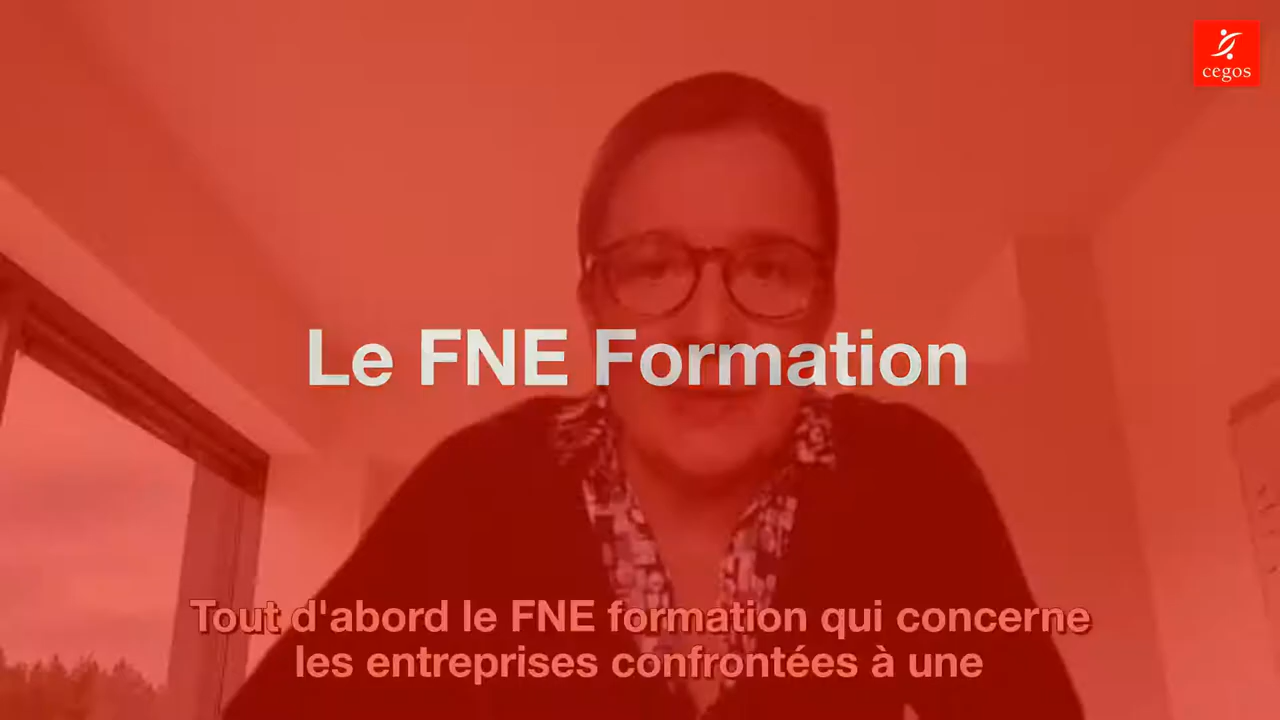 cegos
Le FNE Formation
Tout d'abord le FNE formation qui concerne
les entreprises confrontées à une